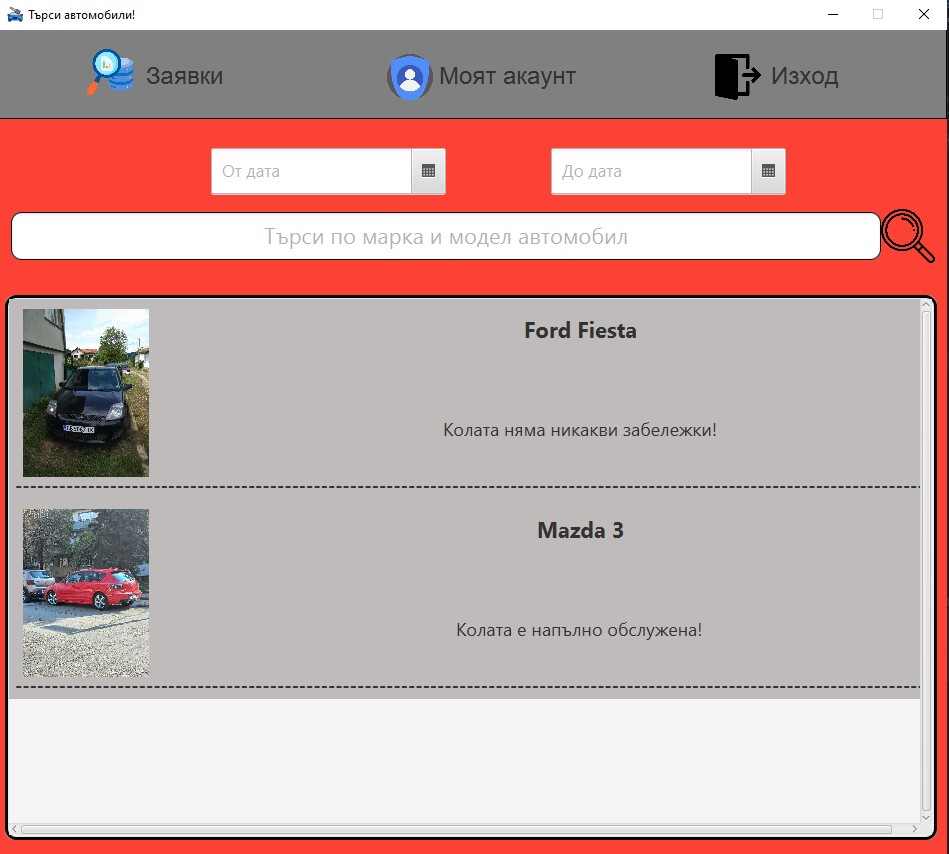 Търси автомобили!
Заявки
Моят акаунт
Изход
От дата
До дата
Търси по марка и модел автомобил
Ford Fiesta
Колата няма никакви забележки!
Mazda 3
Колата е напълно обслужена!